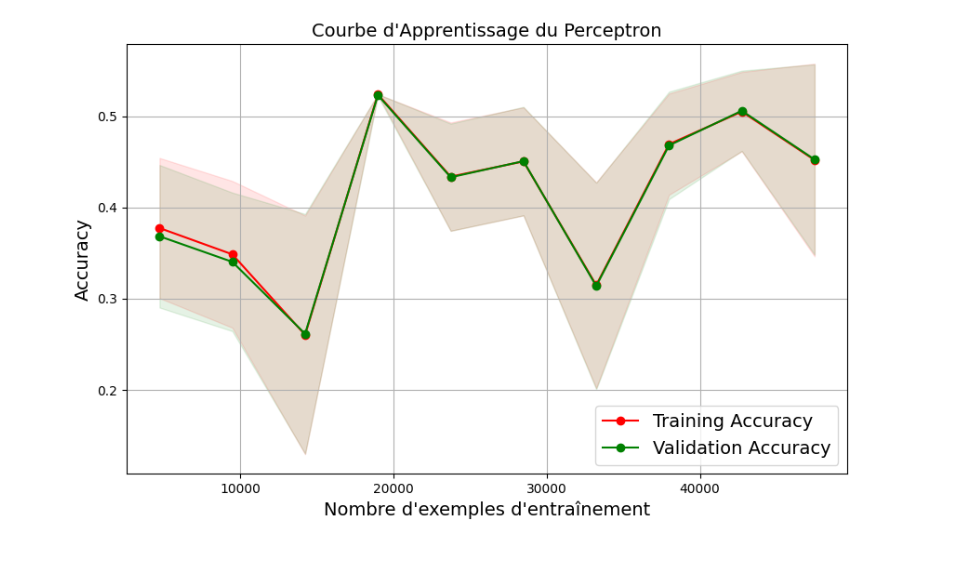 Courbe d'Apprentissage du Perceptron
0.5
0.4
0.3
0.2
Accuracy
Training Accuracy
Validation Accuracy
10000 20000 30000 40000
Nombre d'exemples d'entraînement